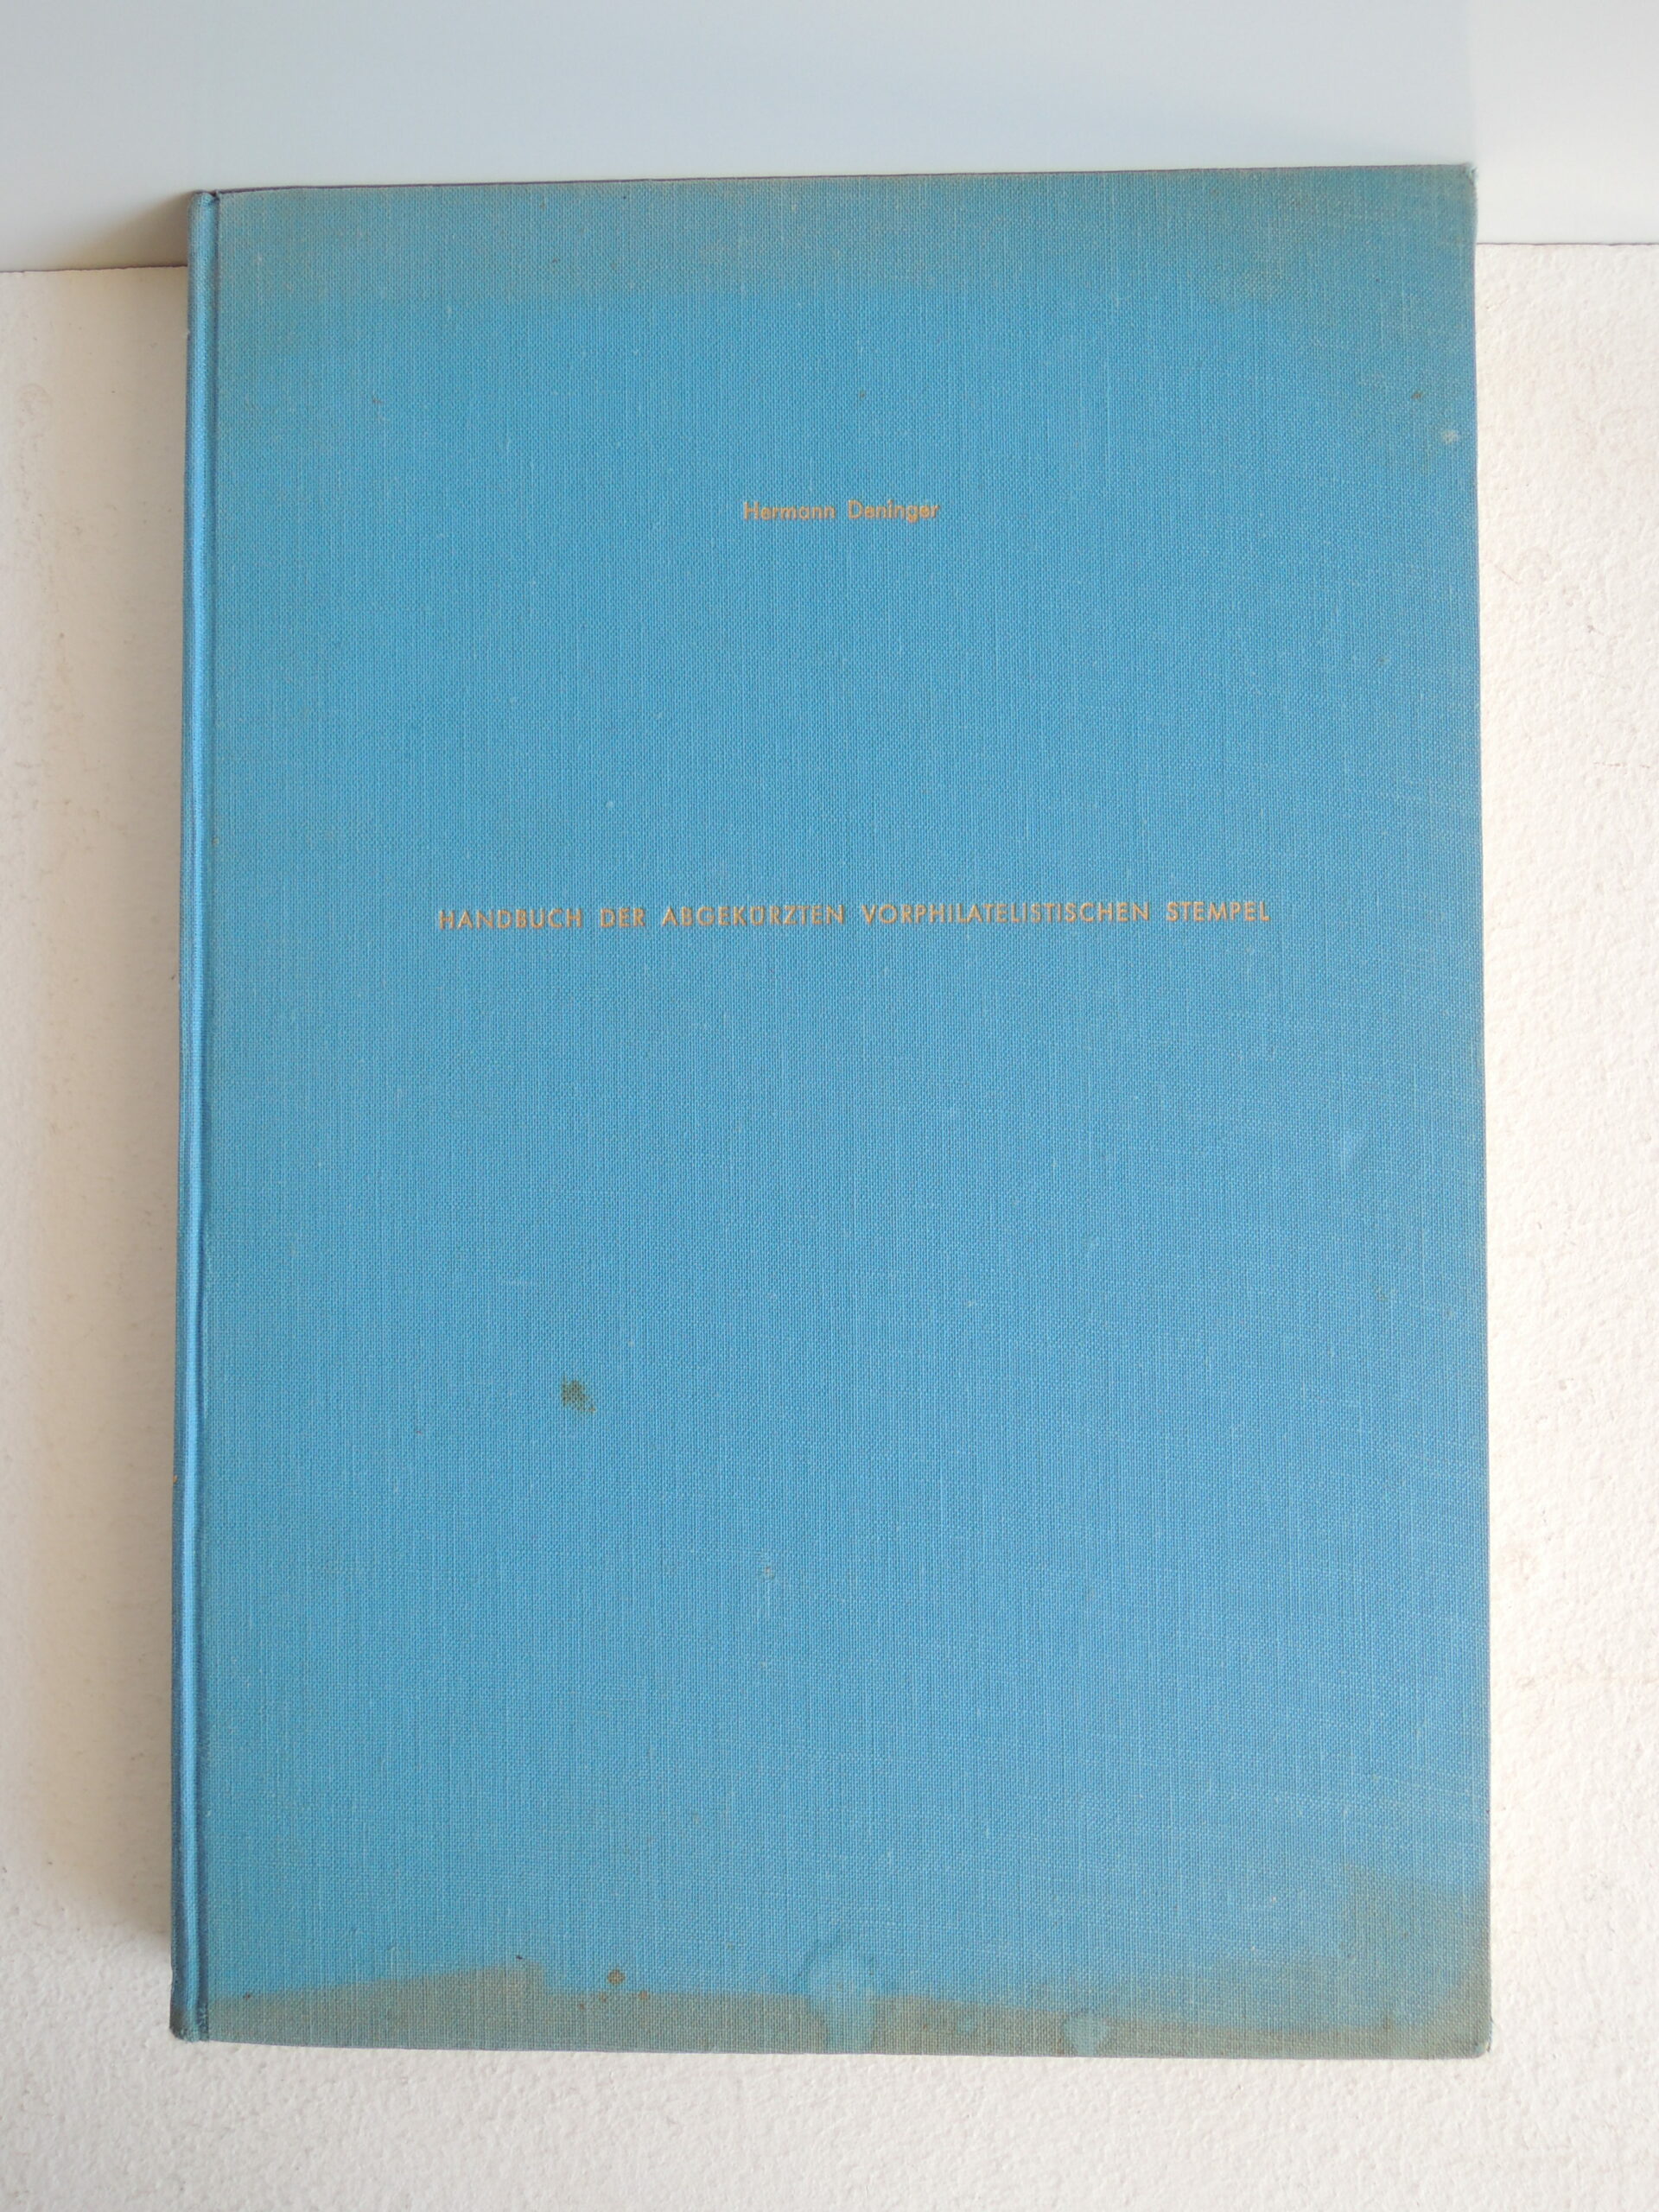 Hermann Deninger
HANDBUCH DER ABGEKÜRZTEN VORPHILATELISTISCHEN STEMPEL